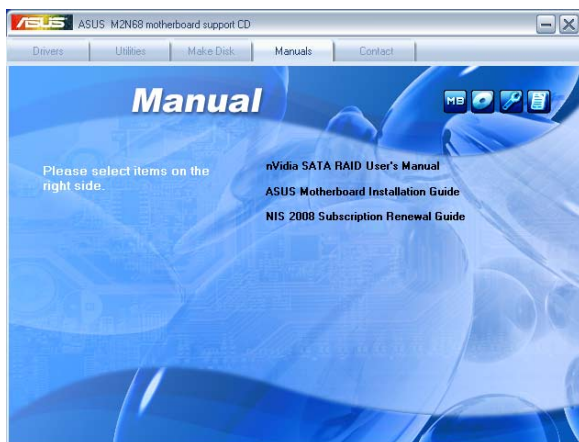 ASUS ASUS M2N68 motherboard support CD
Drivers Utilities Make Disk Manuals Contact
Manual
MB
Please select items on the
right side.
nVidia SATA RAID User's Manual
ASUS Motherboard Installation Guide
NIS 2008 Subscription Renewal Guide